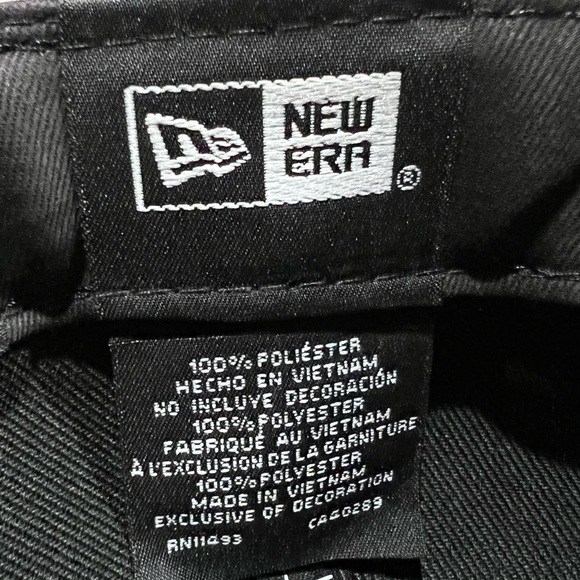 NEW
ERA
®
100% POLIÉSTER
HECHO EN VIETNAM
NO INCLUYE DECORACIÓN
100% POLYESTER
FABRIQUÉ AU VIETNAM
À L'EXCLUSION DE LA GARNITURE
100% POLYESTER
MADE IN VIETNAM
EXCLUSIVE OF DECORATION
RN11493 CA40289